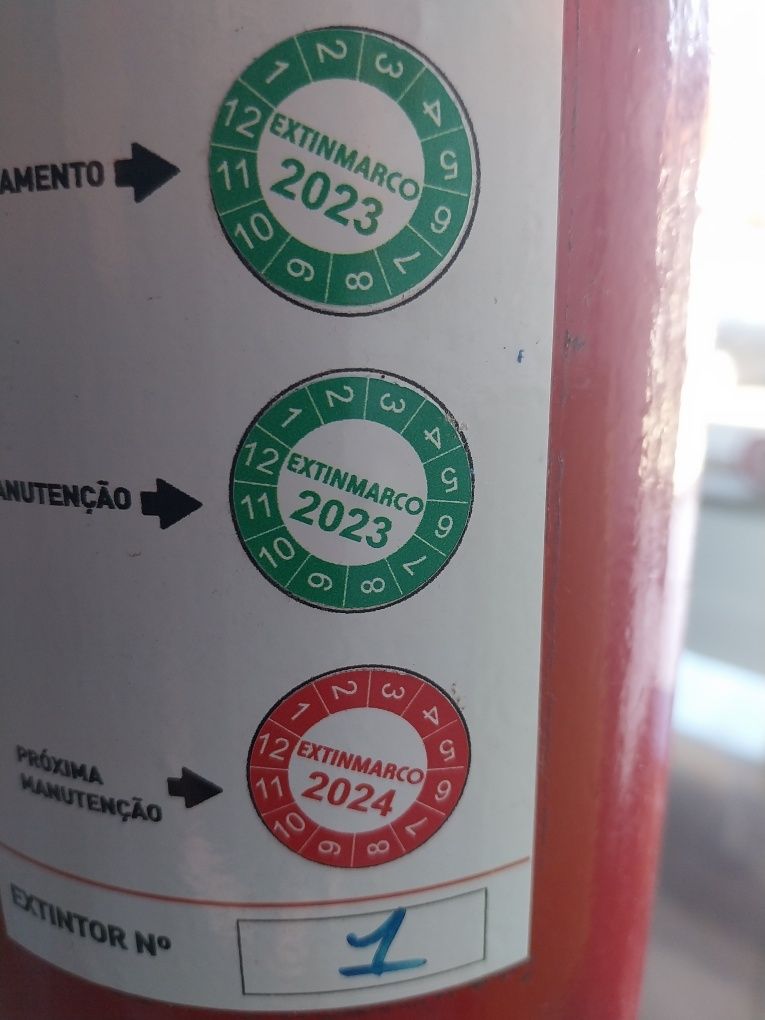 AMENTO
1 2 3 4 5 6 7 8 9 10 11 12
EXTINMARCO
2023
ANUTENÇÃO
1 2 3 4 5 6 7 8 9 10 11 12
EXTINMARCO
2023
PRÓXIMA
MANUTENÇÃO
1 2 3 4 5 6 7 8 9 10 11 12
EXTINMARCO
2024
EXTINTOR Nº
1